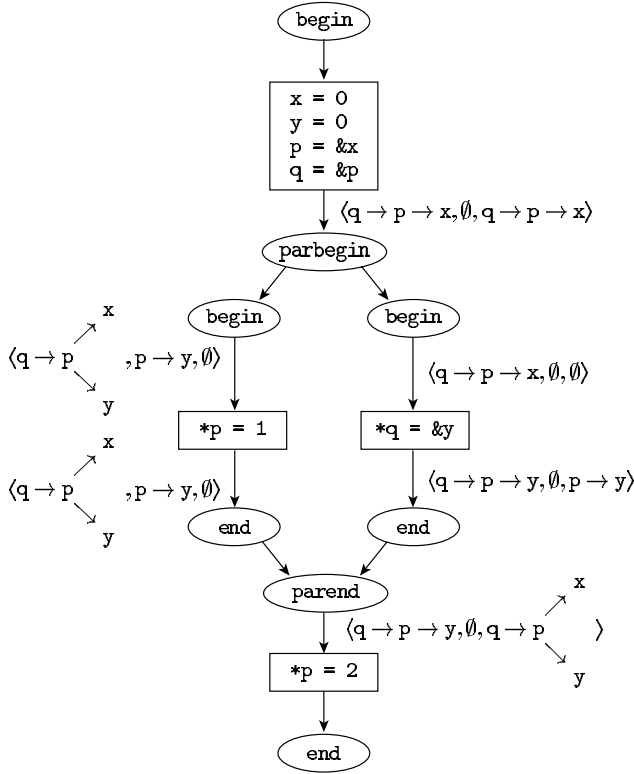 begin
x = 0
y = 0
p = &x
q = &p
⟨q → p → x, ∅, q → p → x⟩
parbegin
begin
begin
x
⟨q → p , p → y, ∅⟩
y
⟨q → p → x, ∅, ∅⟩
*p = 1
*q = &y
x
⟨q → p , p → y, ∅⟩
y
⟨q → p → y, ∅, p → y⟩
end
end
parend
x
⟨q → p → y, ∅, q → p ⟩
y
*p = 2
end